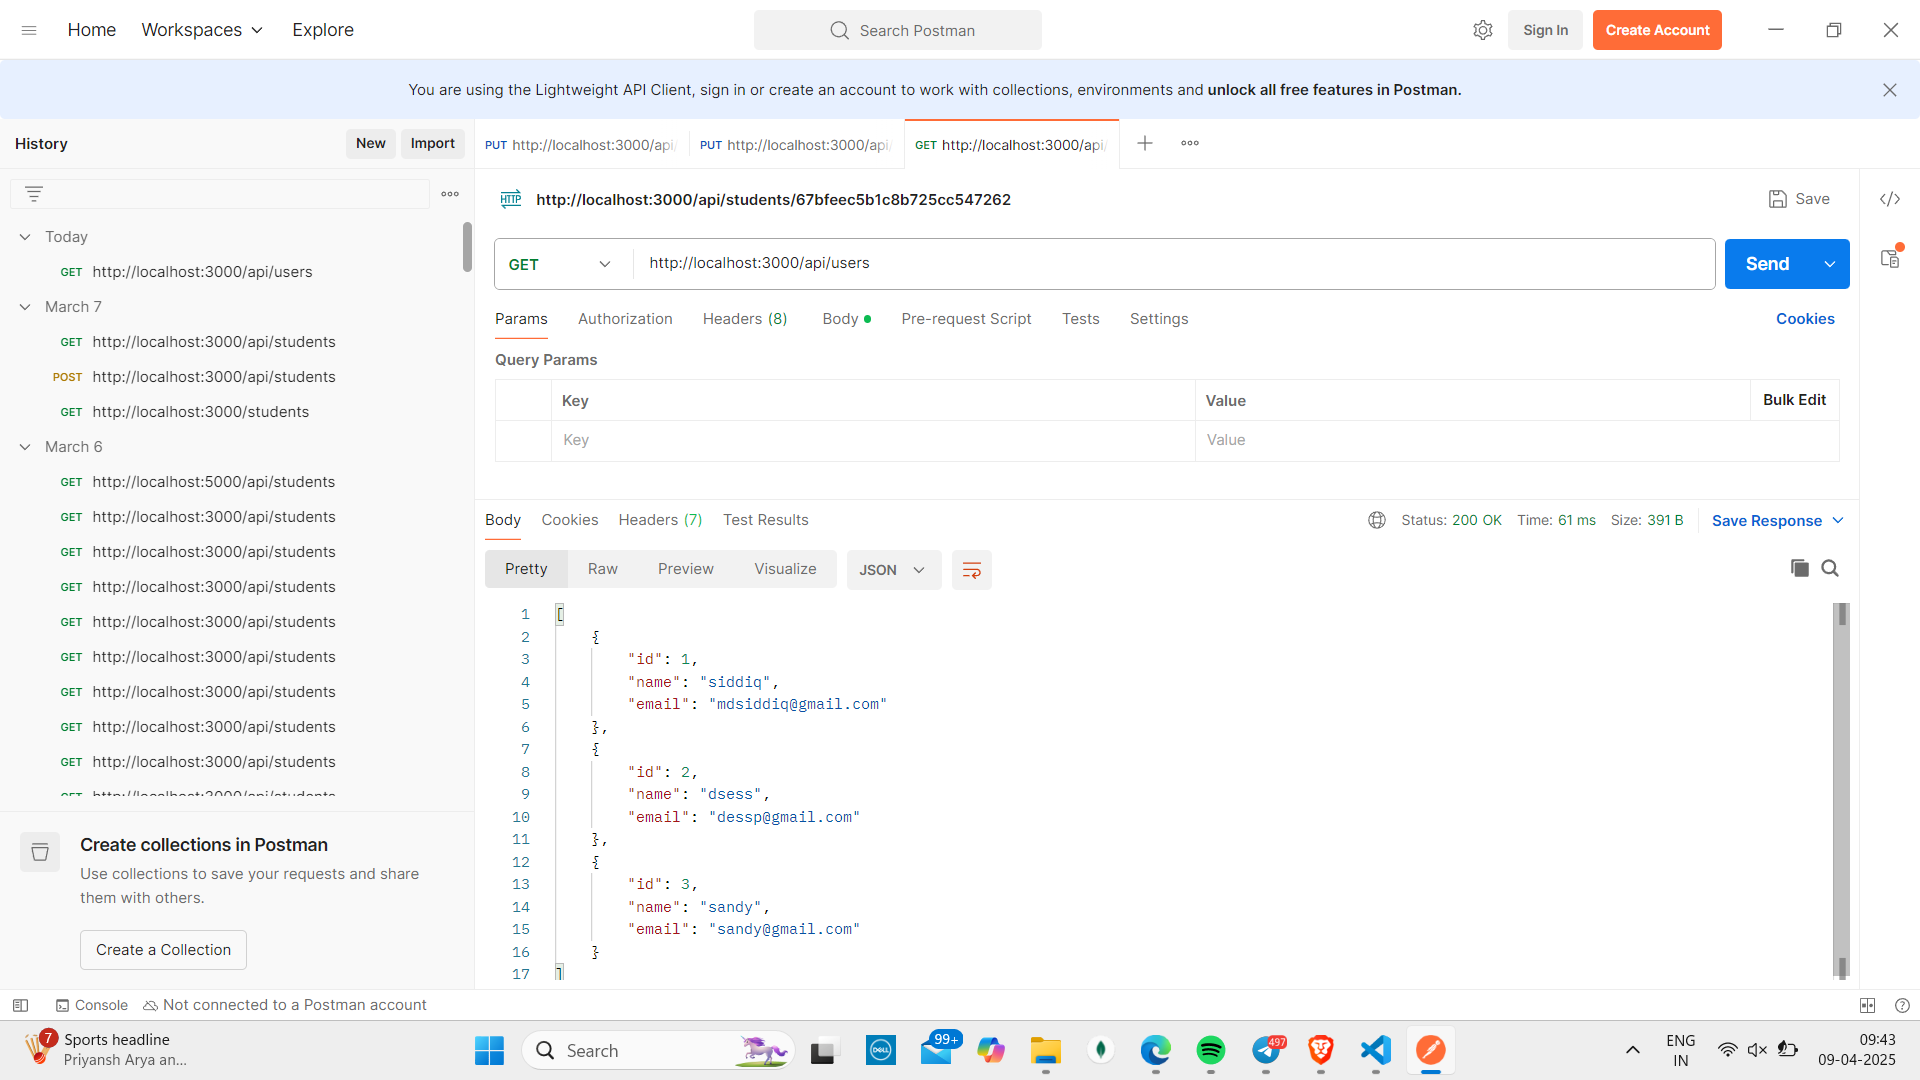 Home
Workspaces
Explore
Search Postman
Sign In
Create Account
You are using the Lightweight API Client, sign in or create an account to work with collections, environments and unlock all free features in Postman.
History
New
Import
PUT http://localhost:3000/api/
PUT http://localhost:3000/api/
GET http://localhost:3000/api/
Today
GET http://localhost:3000/api/users
March 7
GET http://localhost:3000/api/students
POST http://localhost:3000/api/students
GET http://localhost:3000/students
March 6
GET http://localhost:5000/api/students
GET http://localhost:3000/api/students
GET http://localhost:3000/api/students
GET http://localhost:3000/api/students
GET http://localhost:3000/api/students
GET http://localhost:3000/api/students
GET http://localhost:3000/api/students
GET http://localhost:3000/api/students
GET http://localhost:3000/api/students
GET http://localhost:3000/api/students
Create collections in Postman
Use collections to save your requests and share
them with others.
Create a Collection
HTTP http://localhost:3000/api/students/67bfeec5b1c8b725cc547262
Save
GET
http://localhost:3000/api/users
Send
Params
Authorization
Headers (8)
Body
Pre-request Script
Tests
Settings
Cookies
Query Params
Key
Value
Bulk Edit
Key
Value
Body
Cookies
Headers (7)
Test Results
Status: 200 OK
Time: 61 ms
Size: 391 B
Save Response
Pretty
Raw
Preview
Visualize
JSON
1 [
2 {
3 "id": 1,
4 "name": "siddiq",
5 "email": "mdsiddiq@gmail.com"
6 },
7 {
8 "id": 2,
9 "name": "dsess",
10 "email": "dessp@gmail.com"
11 },
12 {
13 "id": 3,
14 "name": "sandy",
15 "email": "sandy@gmail.com"
16 }
17 ]
Console
Not connected to a Postman account
7
Sports headline
Priyansh Arya an...
Search
DELL
99+
497
ENG
IN
09:43
09-04-2025